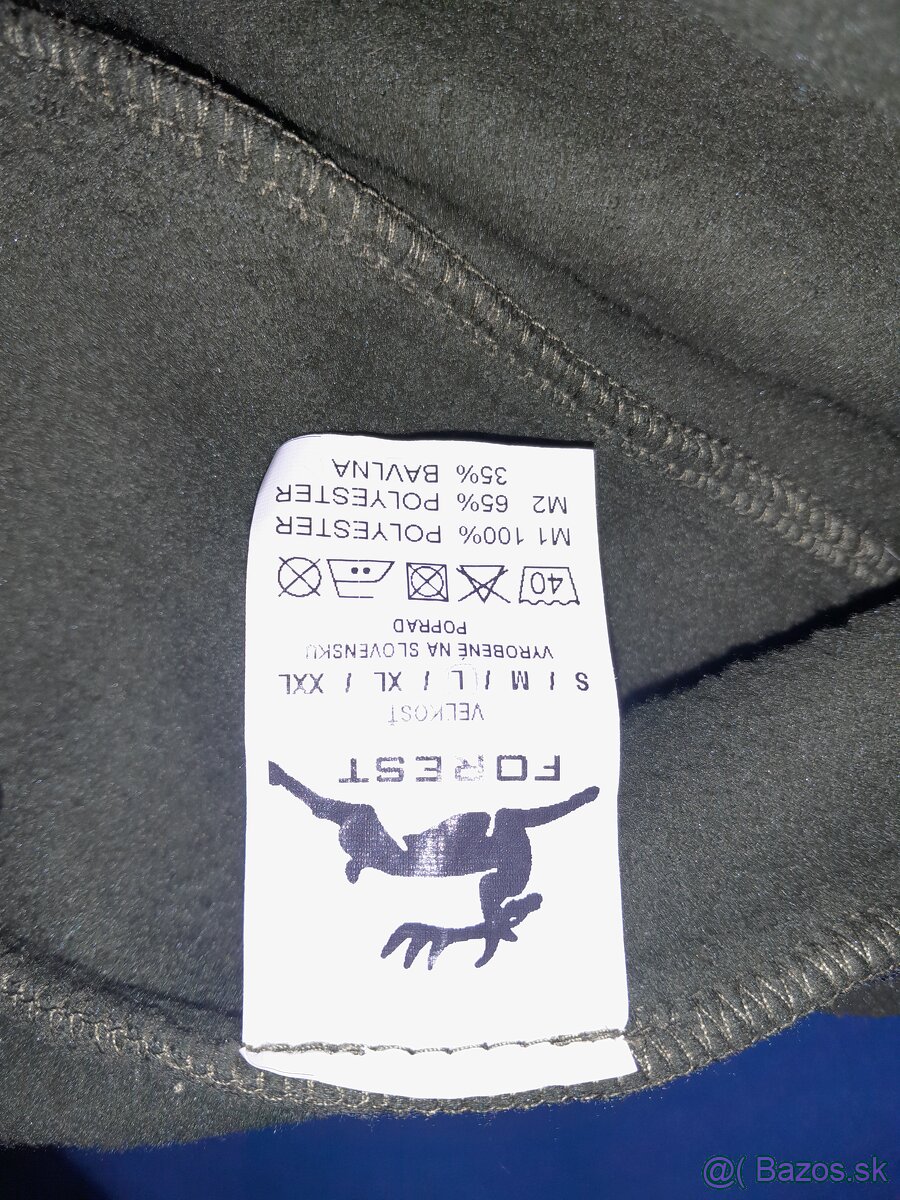 FOREST
VEĽKOSŤ
S / M / L / XL / XXL
VYROBENÉ NA SLOVENSKU
POPRAD
40
M1 100% POLYESTER
M2 65% POLYESTER
35% BAVLNA
@( Bazos.sk